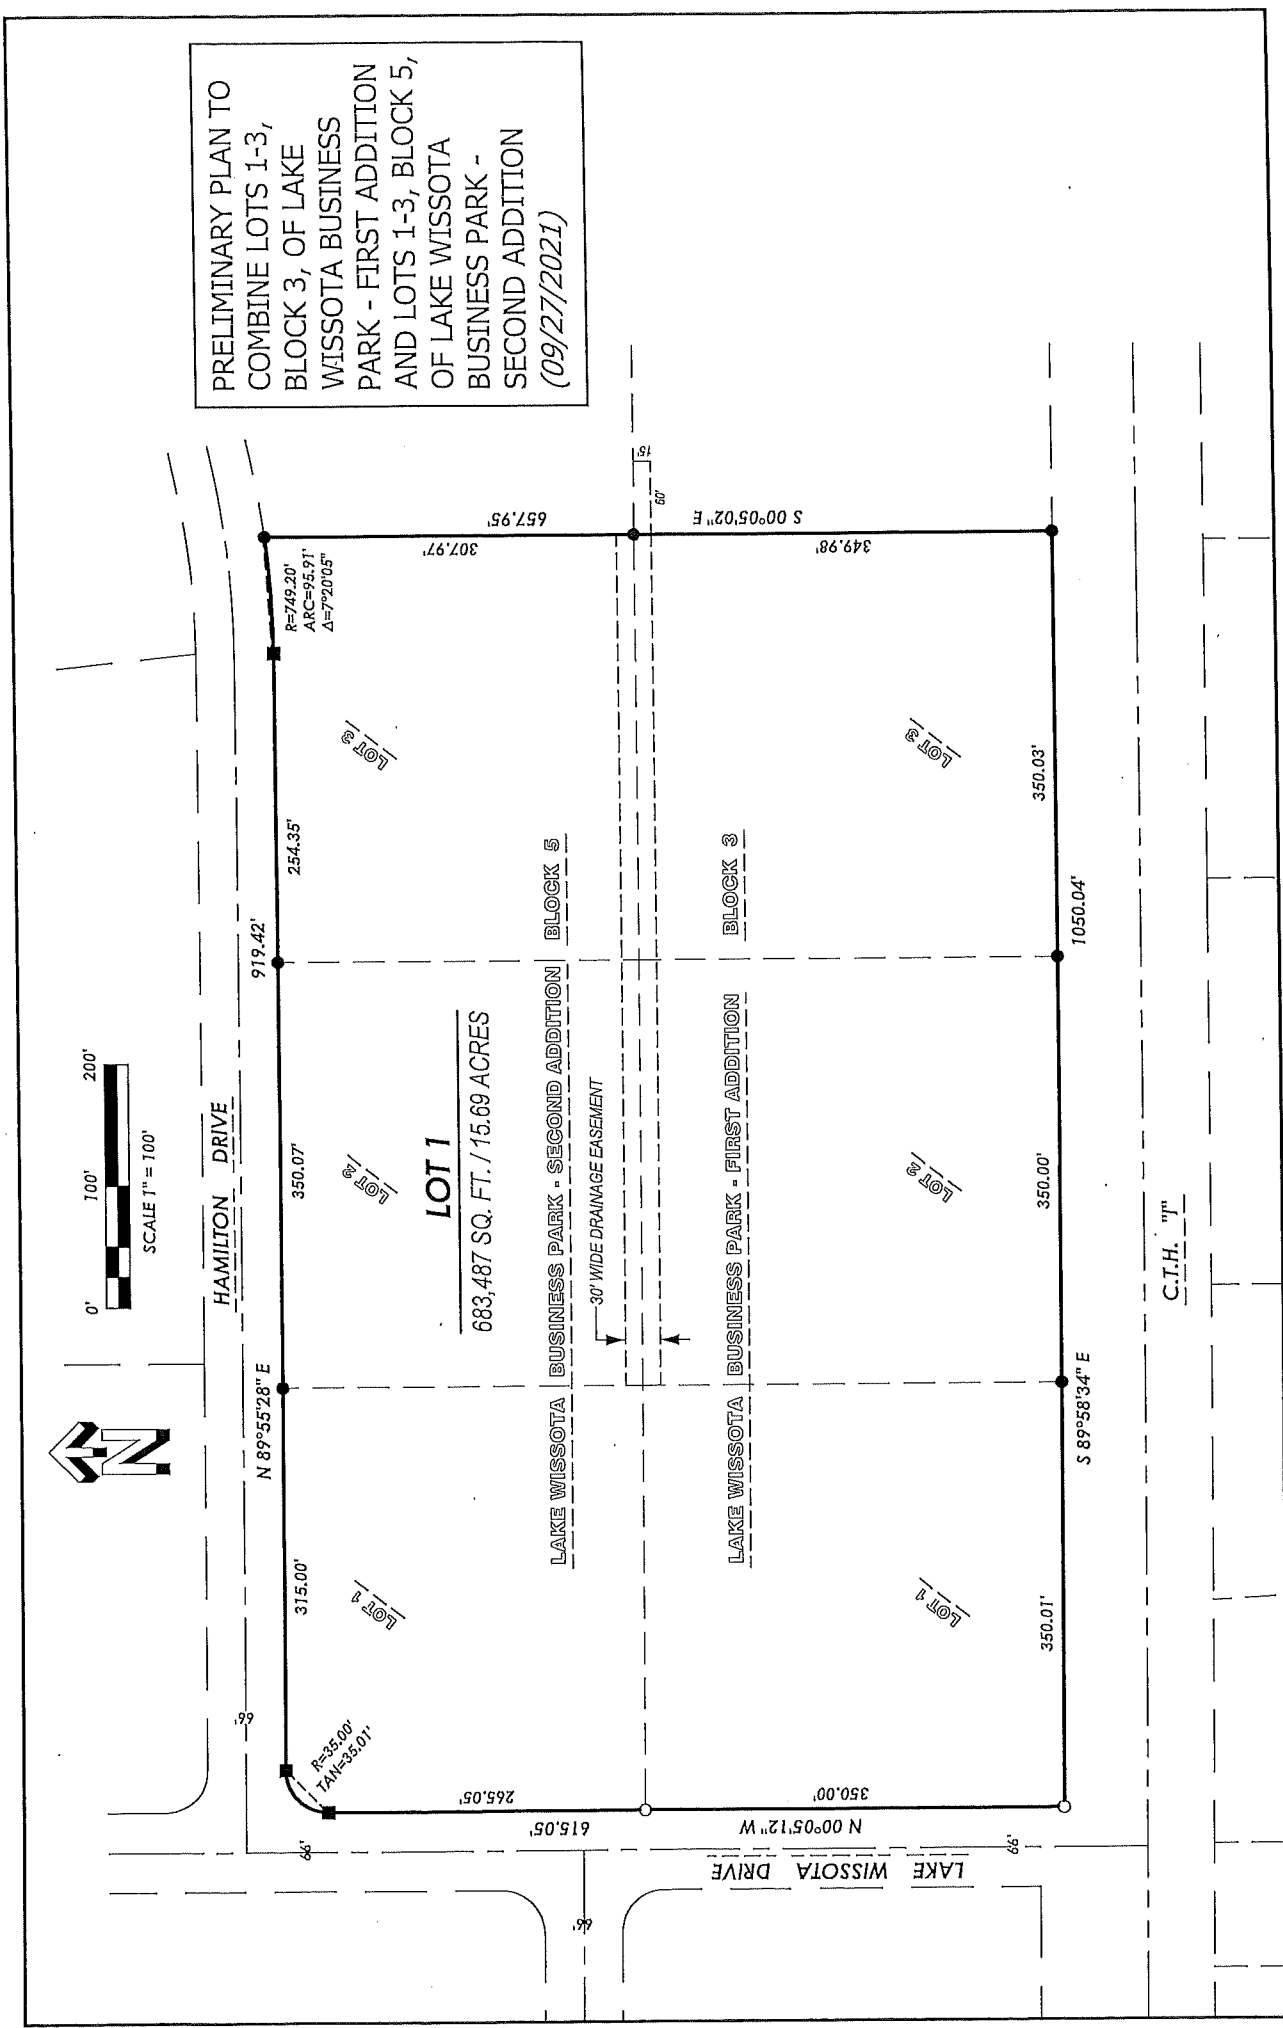 PRELIMINARY PLAN TO
COMBINE LOTS 1-3,
BLOCK 3, OF LAKE
WISSOTA BUSINESS
PARK - FIRST ADDITION
AND LOTS 1-3, BLOCK 5,
OF LAKE WISSOTA
BUSINESS PARK -
SECOND ADDITION
(09/27/2021)
0' 100' 200'
SCALE 1" = 100'
N
HAMILTON DRIVE
66'
N 89°55'28" E
919.42'
315.00'
350.07'
254.35'
R=749.20'
ARC=95.91'
Δ=7°20'05"
R=35.00'
TAN=35.01'
LOT 1
LOT 2
LOT 3
LOT 1
683,487 SQ. FT. / 15.69 ACRES
LAKE WISSOTA BUSINESS PARK - SECOND ADDITION BLOCK 5
30' WIDE DRAINAGE EASEMENT
LAKE WISSOTA BUSINESS PARK - FIRST ADDITION BLOCK 3
LOT 1
LOT 2
LOT 3
657.95'
307.97'
S 00°05'02" E
349.98'
15'
60'
66'
615.05'
265.05'
N 00°05'12" W
350.00'
LAKE WISSOTA DRIVE
66'
66'
350.01'
350.00'
350.03'
S 89°58'34" E
1050.04'
C.T.H. "J"